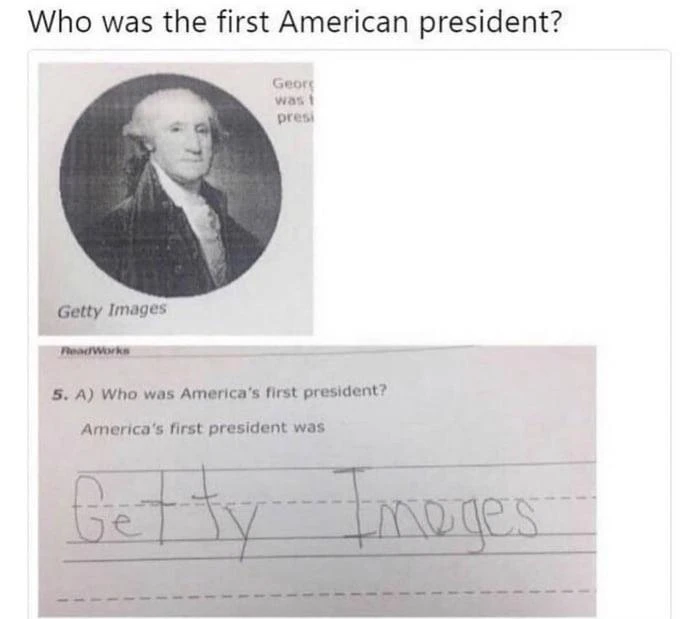 Who was the first American president?
Georg
was t
presi
Getty Images
ReadWorks
5. A) Who was America's first president?
America's first president was
Getty Images